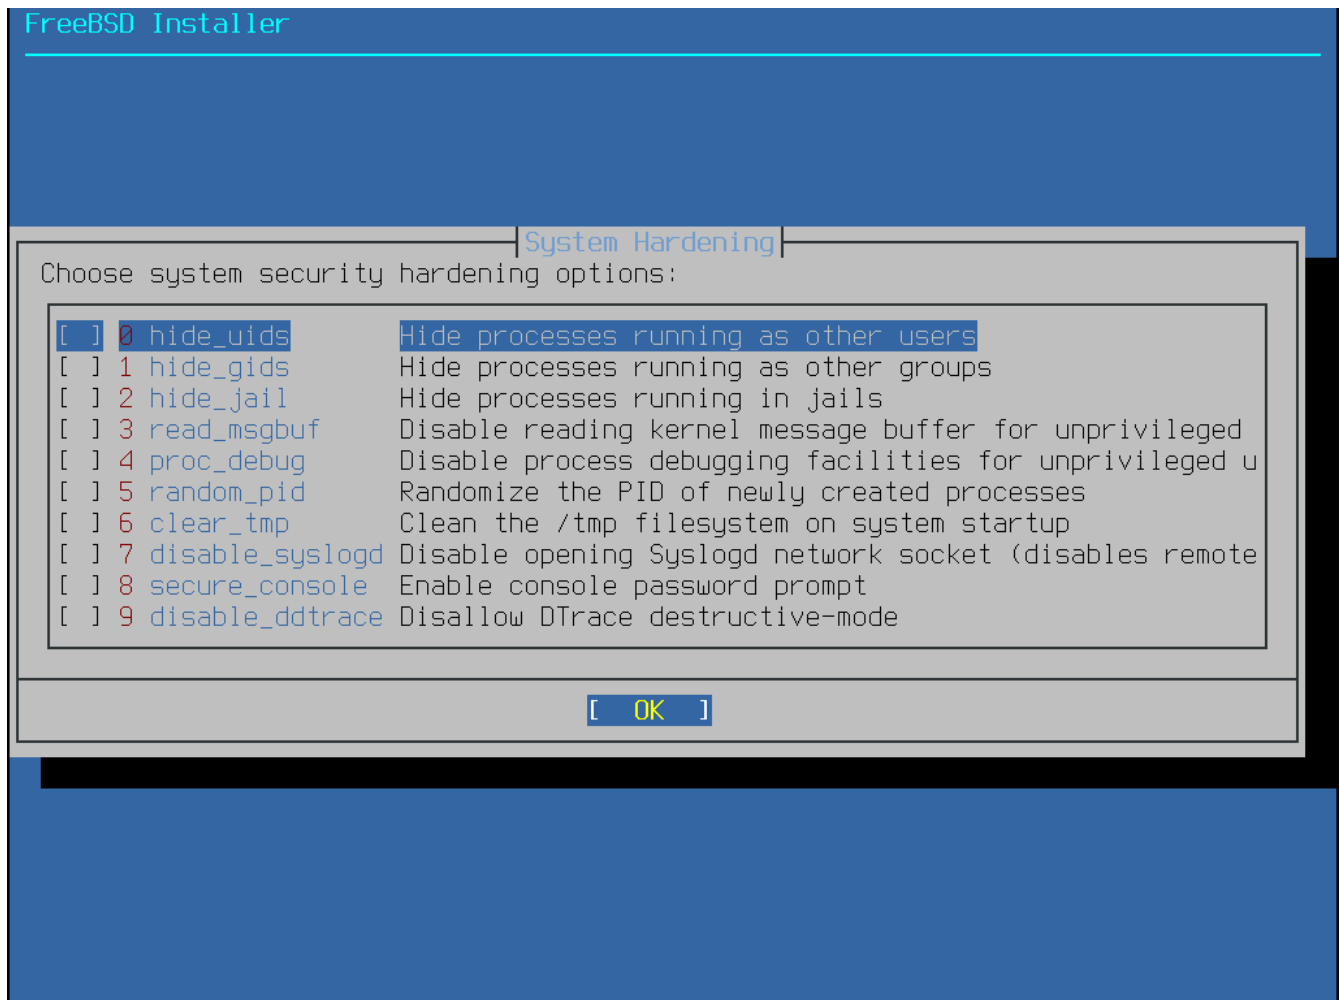 FreeBSD Installer
System Hardening
Choose system security hardening options:
[ ] 0 hide_uids Hide processes running as other users
[ ] 1 hide_gids Hide processes running as other groups
[ ] 2 hide_jail Hide processes running in jails
[ ] 3 read_msgbuf Disable reading kernel message buffer for unprivileged
[ ] 4 proc_debug Disable process debugging facilities for unprivileged u
[ ] 5 random_pid Randomize the PID of newly created processes
[ ] 6 clear_tmp Clean the /tmp filesystem on system startup
[ ] 7 disable_syslogd Disable opening Syslogd network socket (disables remote
[ ] 8 secure_console Enable console password prompt
[ ] 9 disable_ddtrace Disallow DTrace destructive-mode
[ OK ]